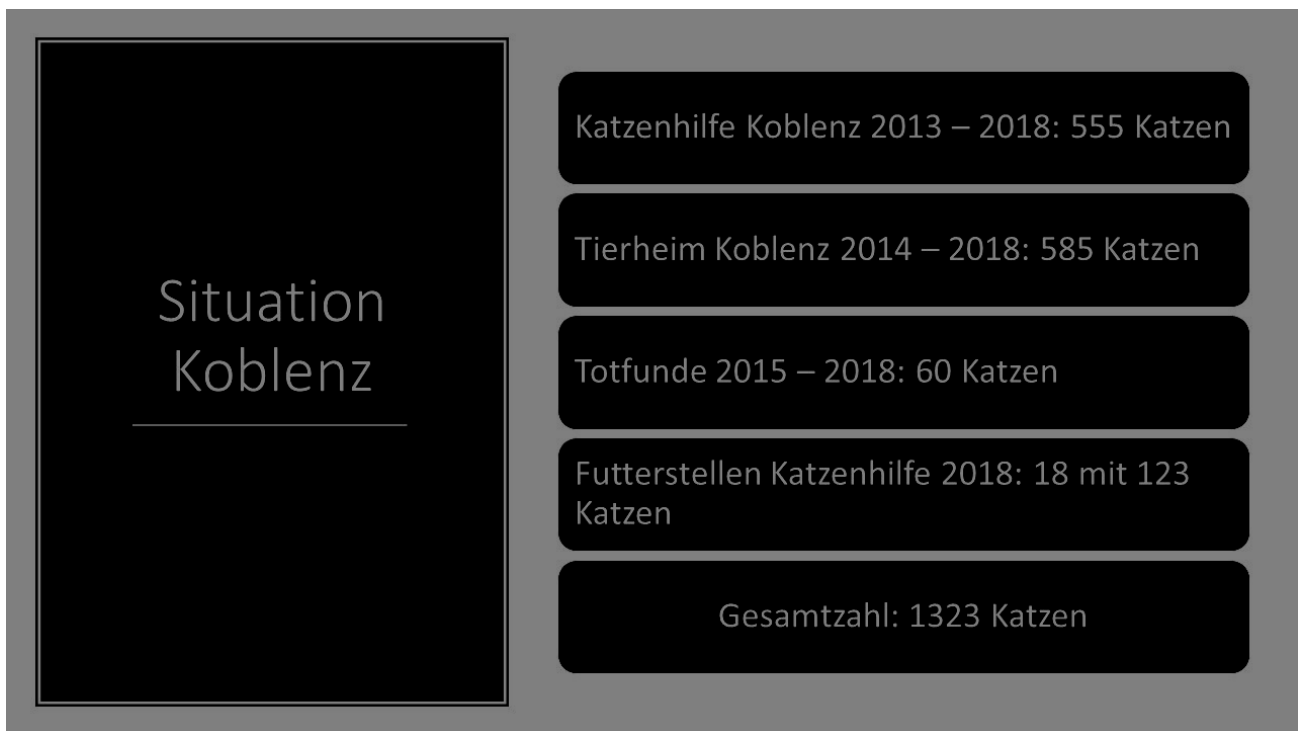 Situation
Koblenz
Katzenhilfe Koblenz 2013 – 2018: 555 Katzen
Tierheim Koblenz 2014 – 2018: 585 Katzen
Totfunde 2015 – 2018: 60 Katzen
Futterstellen Katzenhilfe 2018: 18 mit 123
Katzen
Gesamtzahl: 1323 Katzen